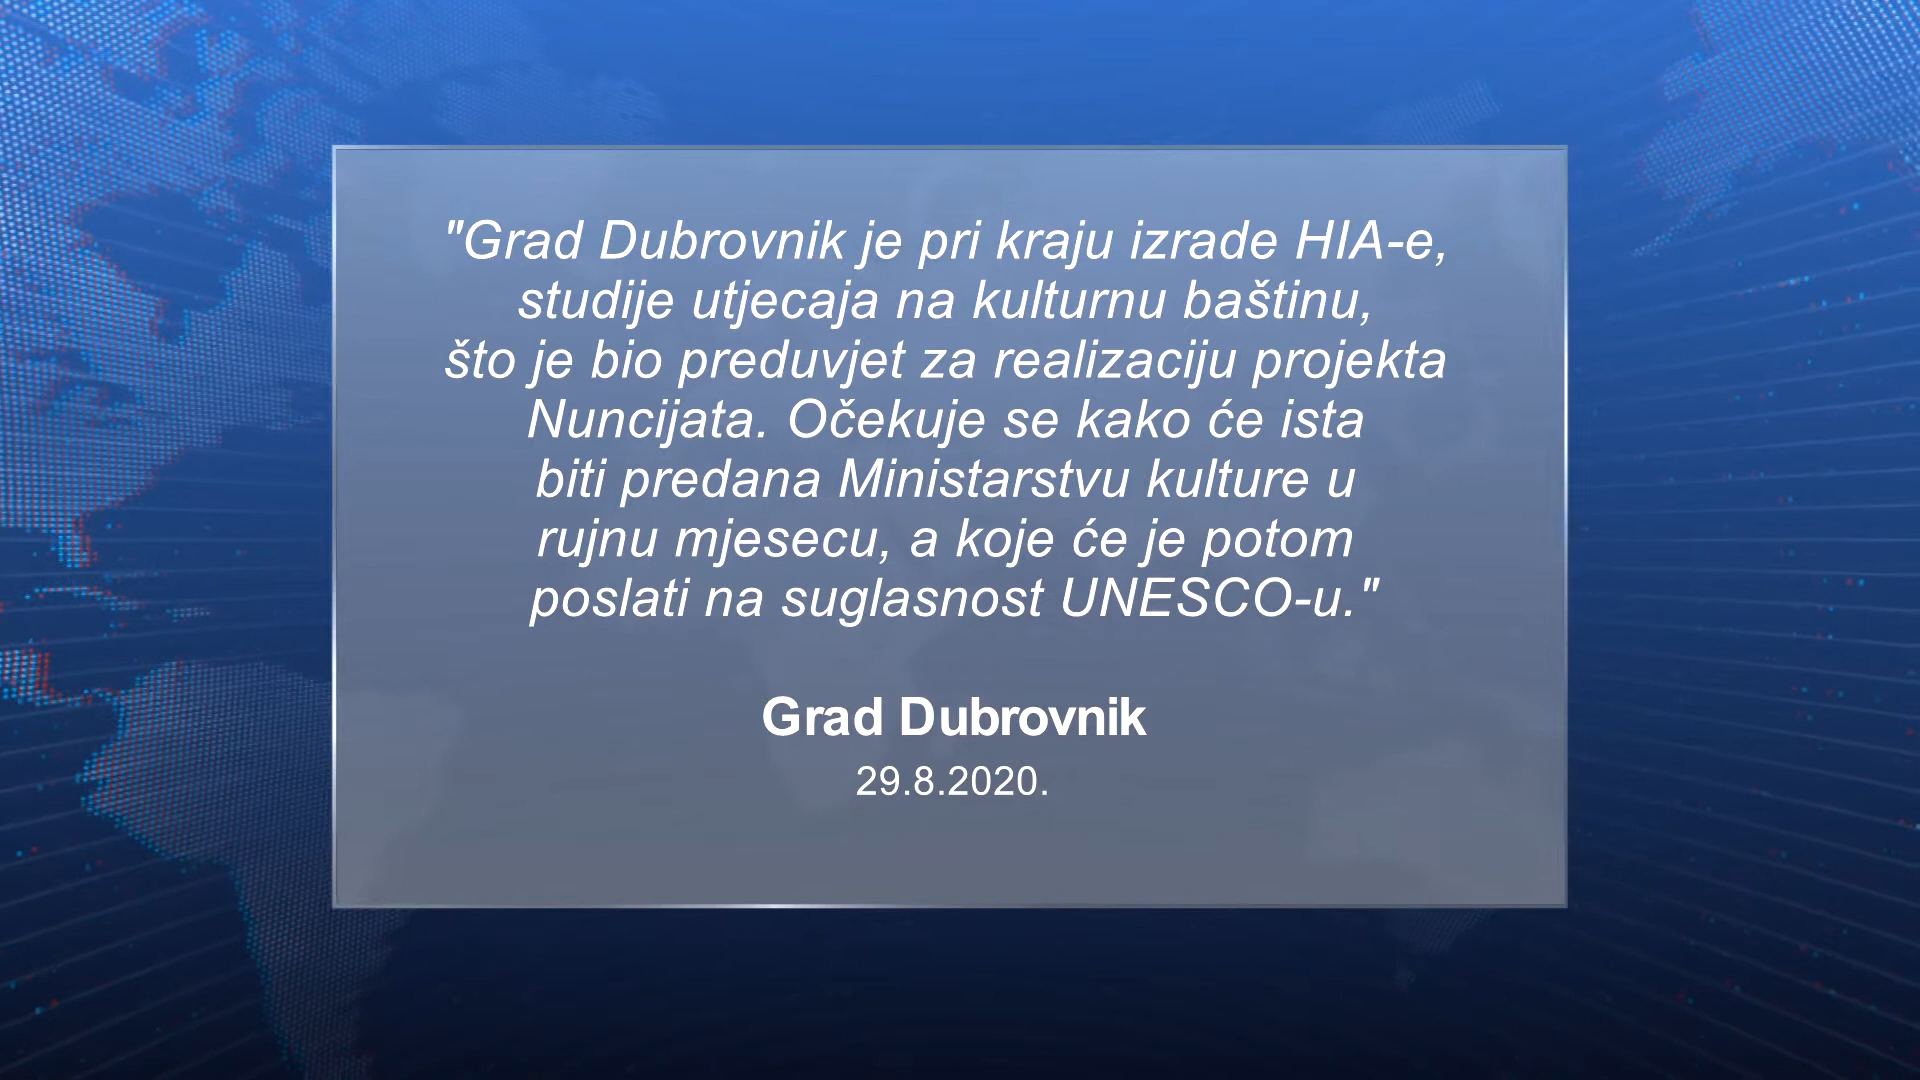 "Grad Dubrovnik je pri kraju izrade HIA-e,
studije utjecaja na kulturnu baštinu,
što je bio preduvjet za realizaciju projekta
Nuncijata. Očekuje se kako će ista
biti predana Ministarstvu kulture u
rujnu mjesecu, a koje će je potom
poslati na suglasnost UNESCO-u."
Grad Dubrovnik
29.8.2020.